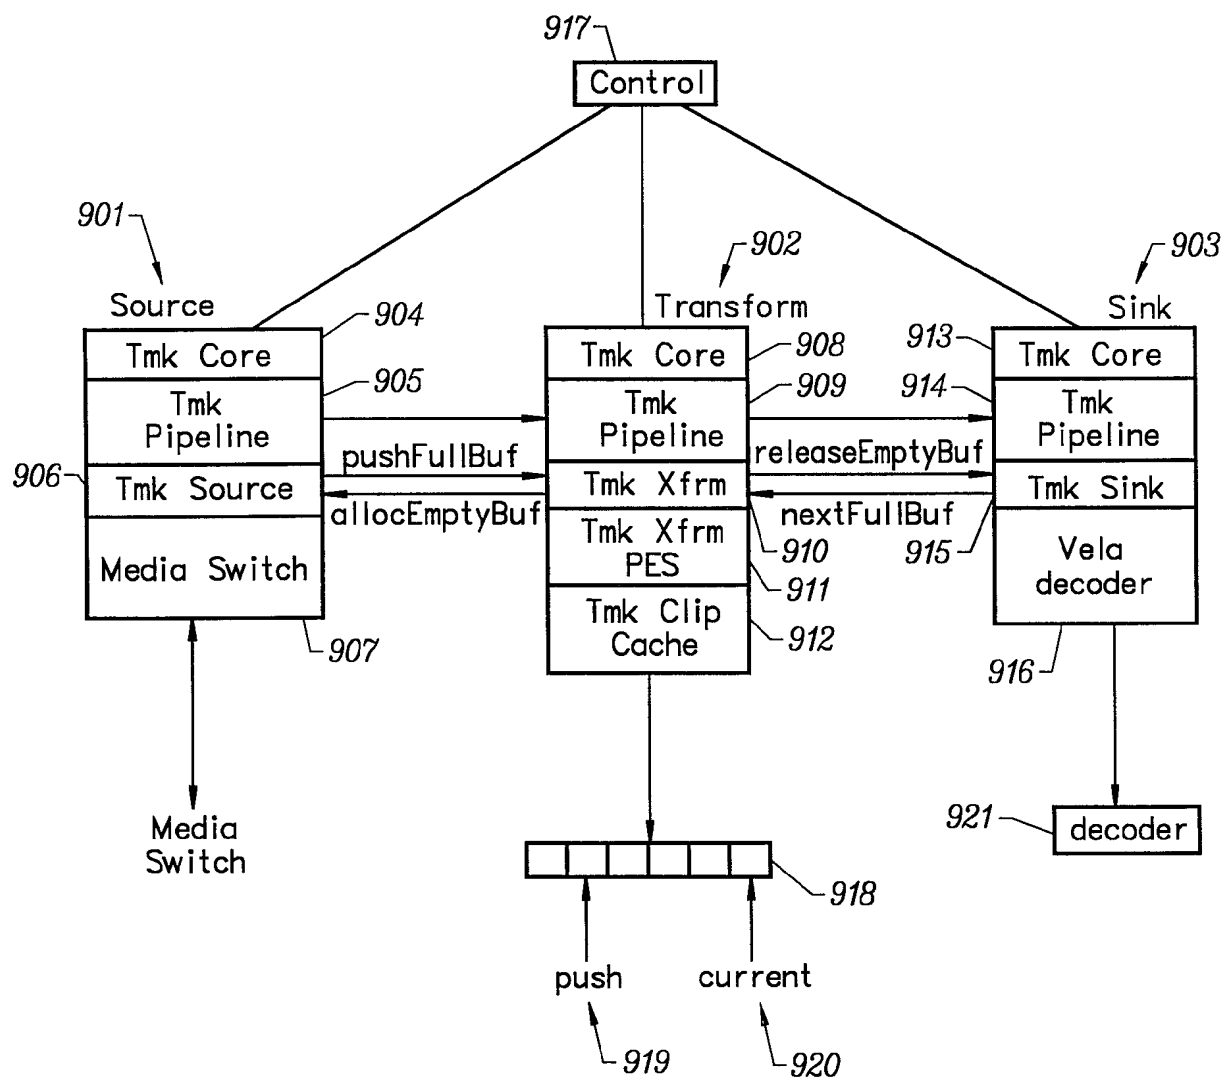 917
Control
901
902
903
Source
Transform
Sink
904
908
913
Tmk Core
Tmk Core
Tmk Core
905
909
914
Tmk
Pipeline
Tmk
Pipeline
Tmk
Pipeline
pushFullBuf
releaseEmptyBuf
906
Tmk Source
Tmk Xfrm
Tmk Sink
allocEmptyBuf
nextFullBuf
910
915
Media Switch
Tmk Xfrm
PES
Vela
decoder
911
Tmk Clip
Cache
912
907
916
Media
Switch
921
decoder
918
push
current
919
920